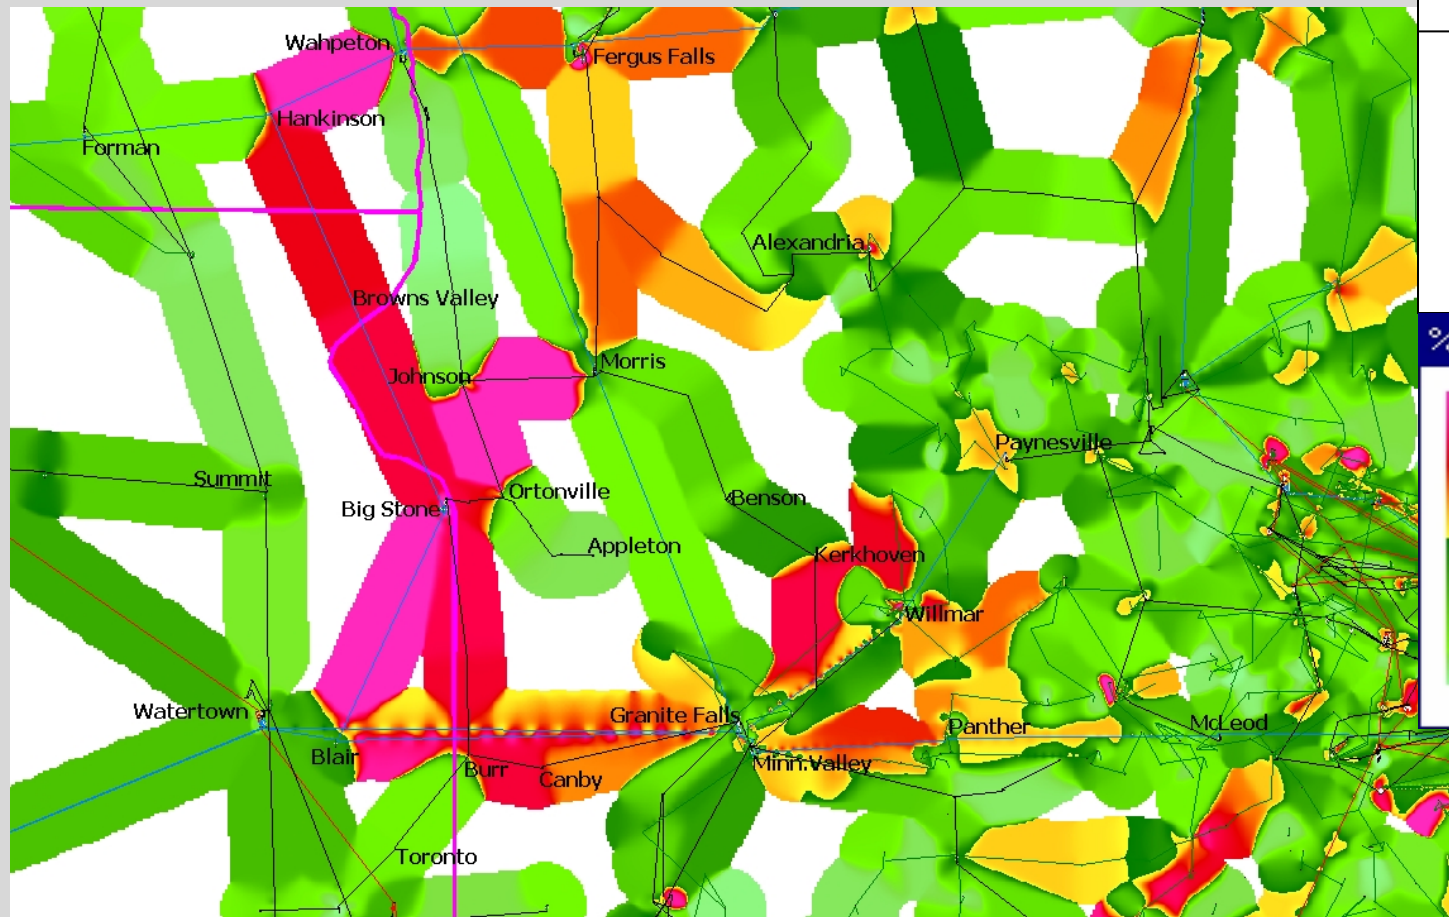 Wahpeton
Fergus Falls
%
Hankinson
Forman
Alexandria
Browns Valley
Morris
Johnson
Paynesville
Summit
Ortonville
Benson
Big Stone
Appleton
Kerkhoven
Willmar
Watertown
Granite Falls
Panther
McLeod
Blair
Minn.Valley
Burr
Canby
Toronto